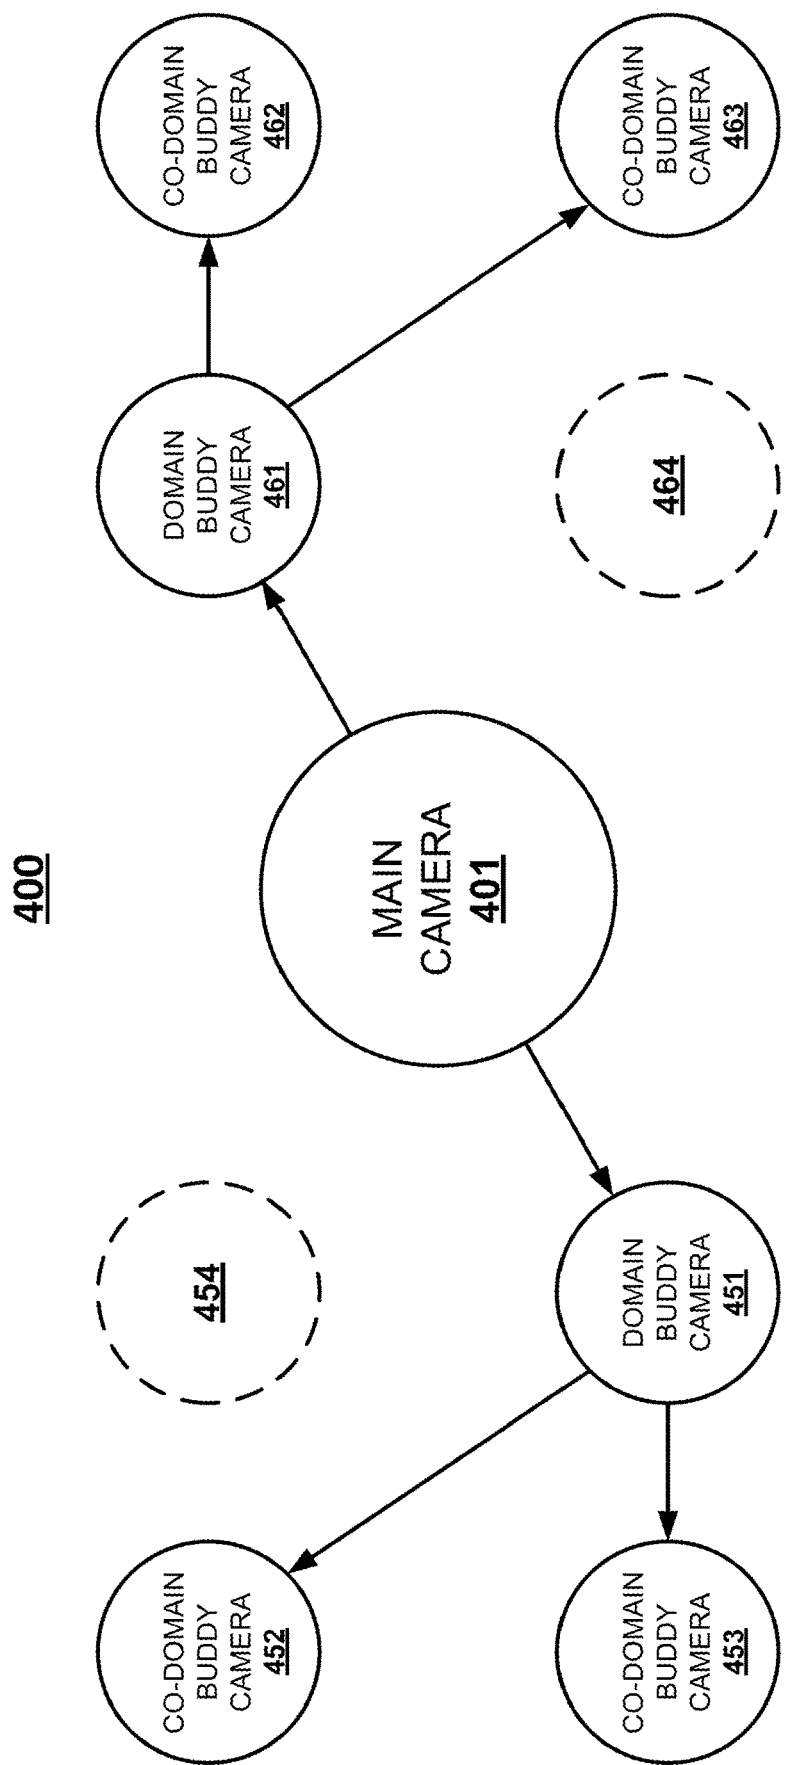 400
CO-DOMAIN
BUDDY
CAMERA
452
454
DOMAIN
BUDDY
CAMERA
461
CO-DOMAIN
BUDDY
CAMERA
462
MAIN
CAMERA
401
CO-DOMAIN
BUDDY
CAMERA
453
DOMAIN
BUDDY
CAMERA
451
464
CO-DOMAIN
BUDDY
CAMERA
463